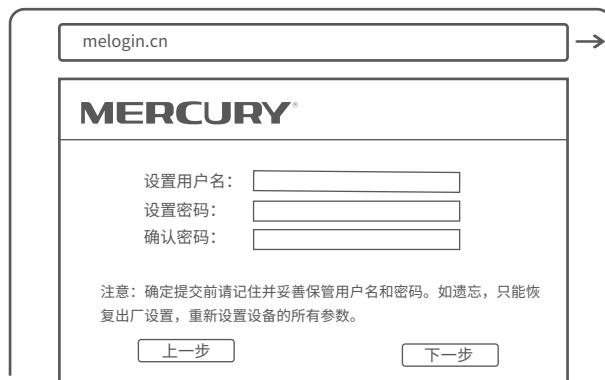 melogin.cn
MERCURY®
设置用户名：
设置密码：
确认密码：
注意：确定提交前请记住并妥善保管用户名和密码。如遗忘，只能恢
复出厂设置，重新设置设备的所有参数。
上一步 下一步